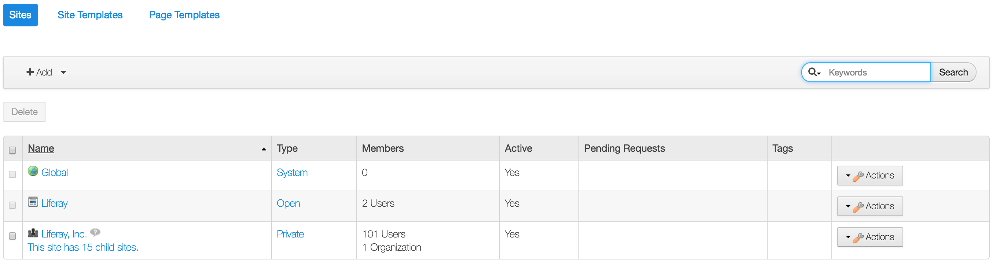 Sites Site Templates Page Templates
Add Keywords Search
Delete
Name Type Members Active Pending Requests Tags
Global System 0 Yes Actions
Liferay Open 2 Users Yes Actions
Liferay, Inc. ? Private 101 Users Yes Actions
This site has 15 child sites. 1 Organization